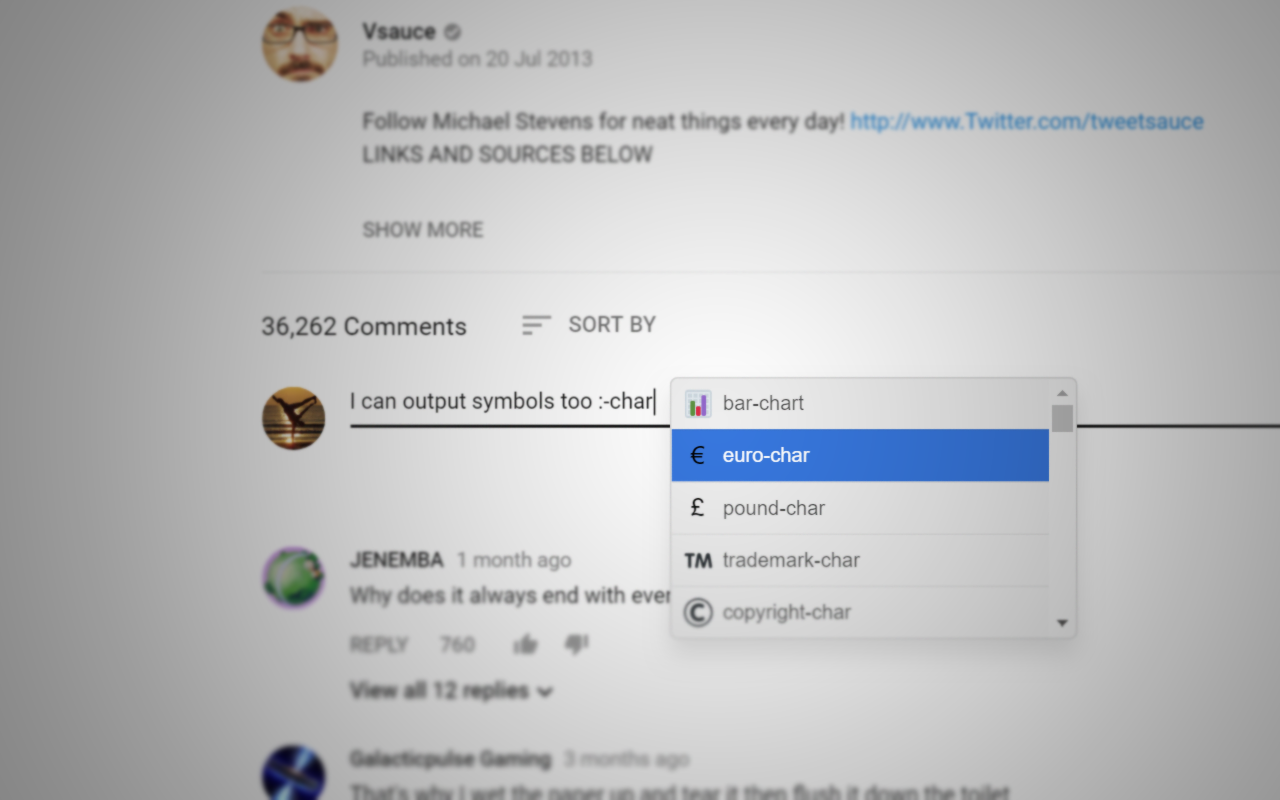 Vsauce
Published on 20 Jul 2013
Follow Michael Stevens for neat things every day! http://www.Twitter.com/tweetsauce
LINKS AND SOURCES BELOW
SHOW MORE
36,262 Comments SORT BY
I can output symbols too :-char
bar-chart
€ euro-char
£ pound-char
TM trademark-char
© copyright-char
JENEMBA 1 month ago
Why does it always end with ever
REPLY 760
View all 12 replies
Galacticpulse Gaming 3 months ago
That's why I wet the paper up and tear it then flush it down the toilet